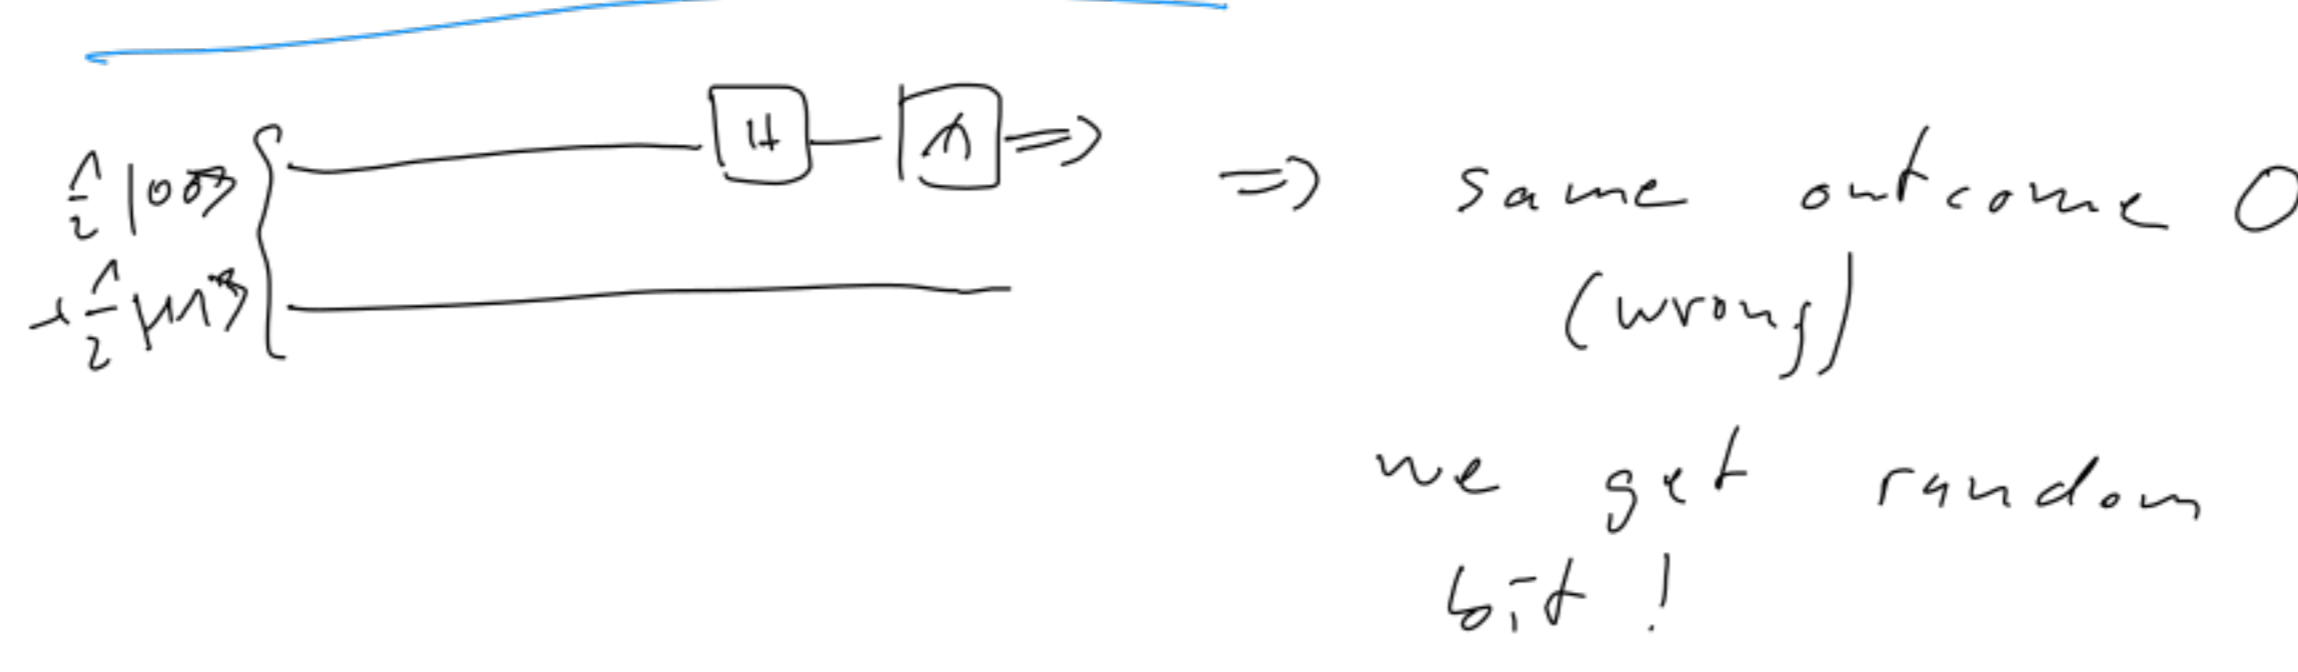 ½ |00⟩
+ ½ |11⟩
H
⇒ same outcome 0
(wrong)
we get random
bit!